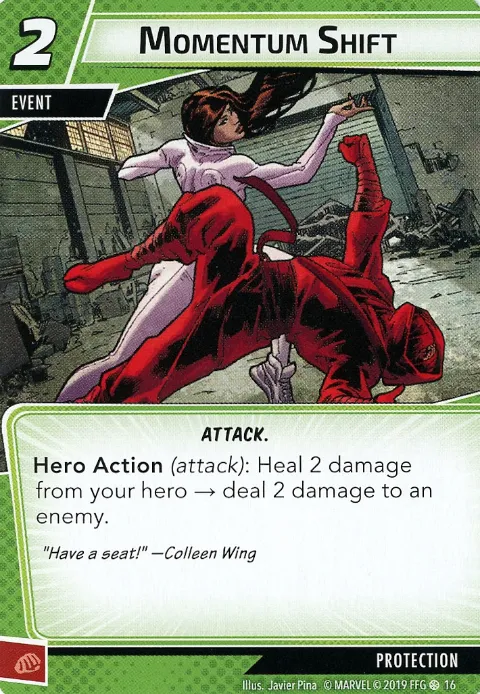 2
MOMENTUM SHIFT
EVENT
ATTACK.
Hero Action (attack): Heal 2 damage
from your hero → deal 2 damage to an
enemy.
"Have a seat!" —Colleen Wing
PROTECTION
Illus. Javier Pina © MARVEL © 2019 FFG 16